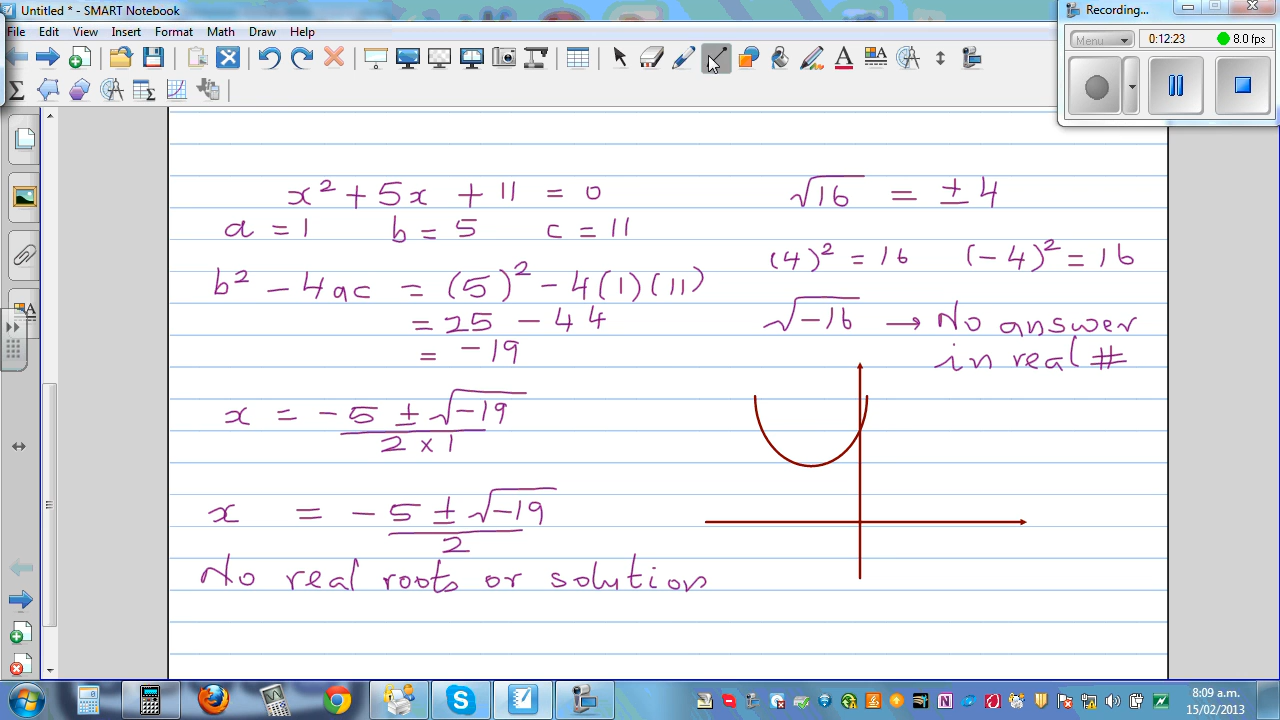 Untitled * - SMART Notebook
File Edit View Insert Format Math Draw Help
Recording...
Menu 0:12:23 8.0 fps
x² + 5x + 11 = 0
a = 1 b = 5 c = 11
b² - 4ac = (5)² - 4(1)(11)
= 25 - 44
= -19
x = -5 ± √-19
2 × 1
x = -5 ± √-19
2
No real roots or solution
√16 = ± 4
(4)² = 16 (-4)² = 16
√-16 → No answer
in real #
8:09 a.m.
15/02/2013